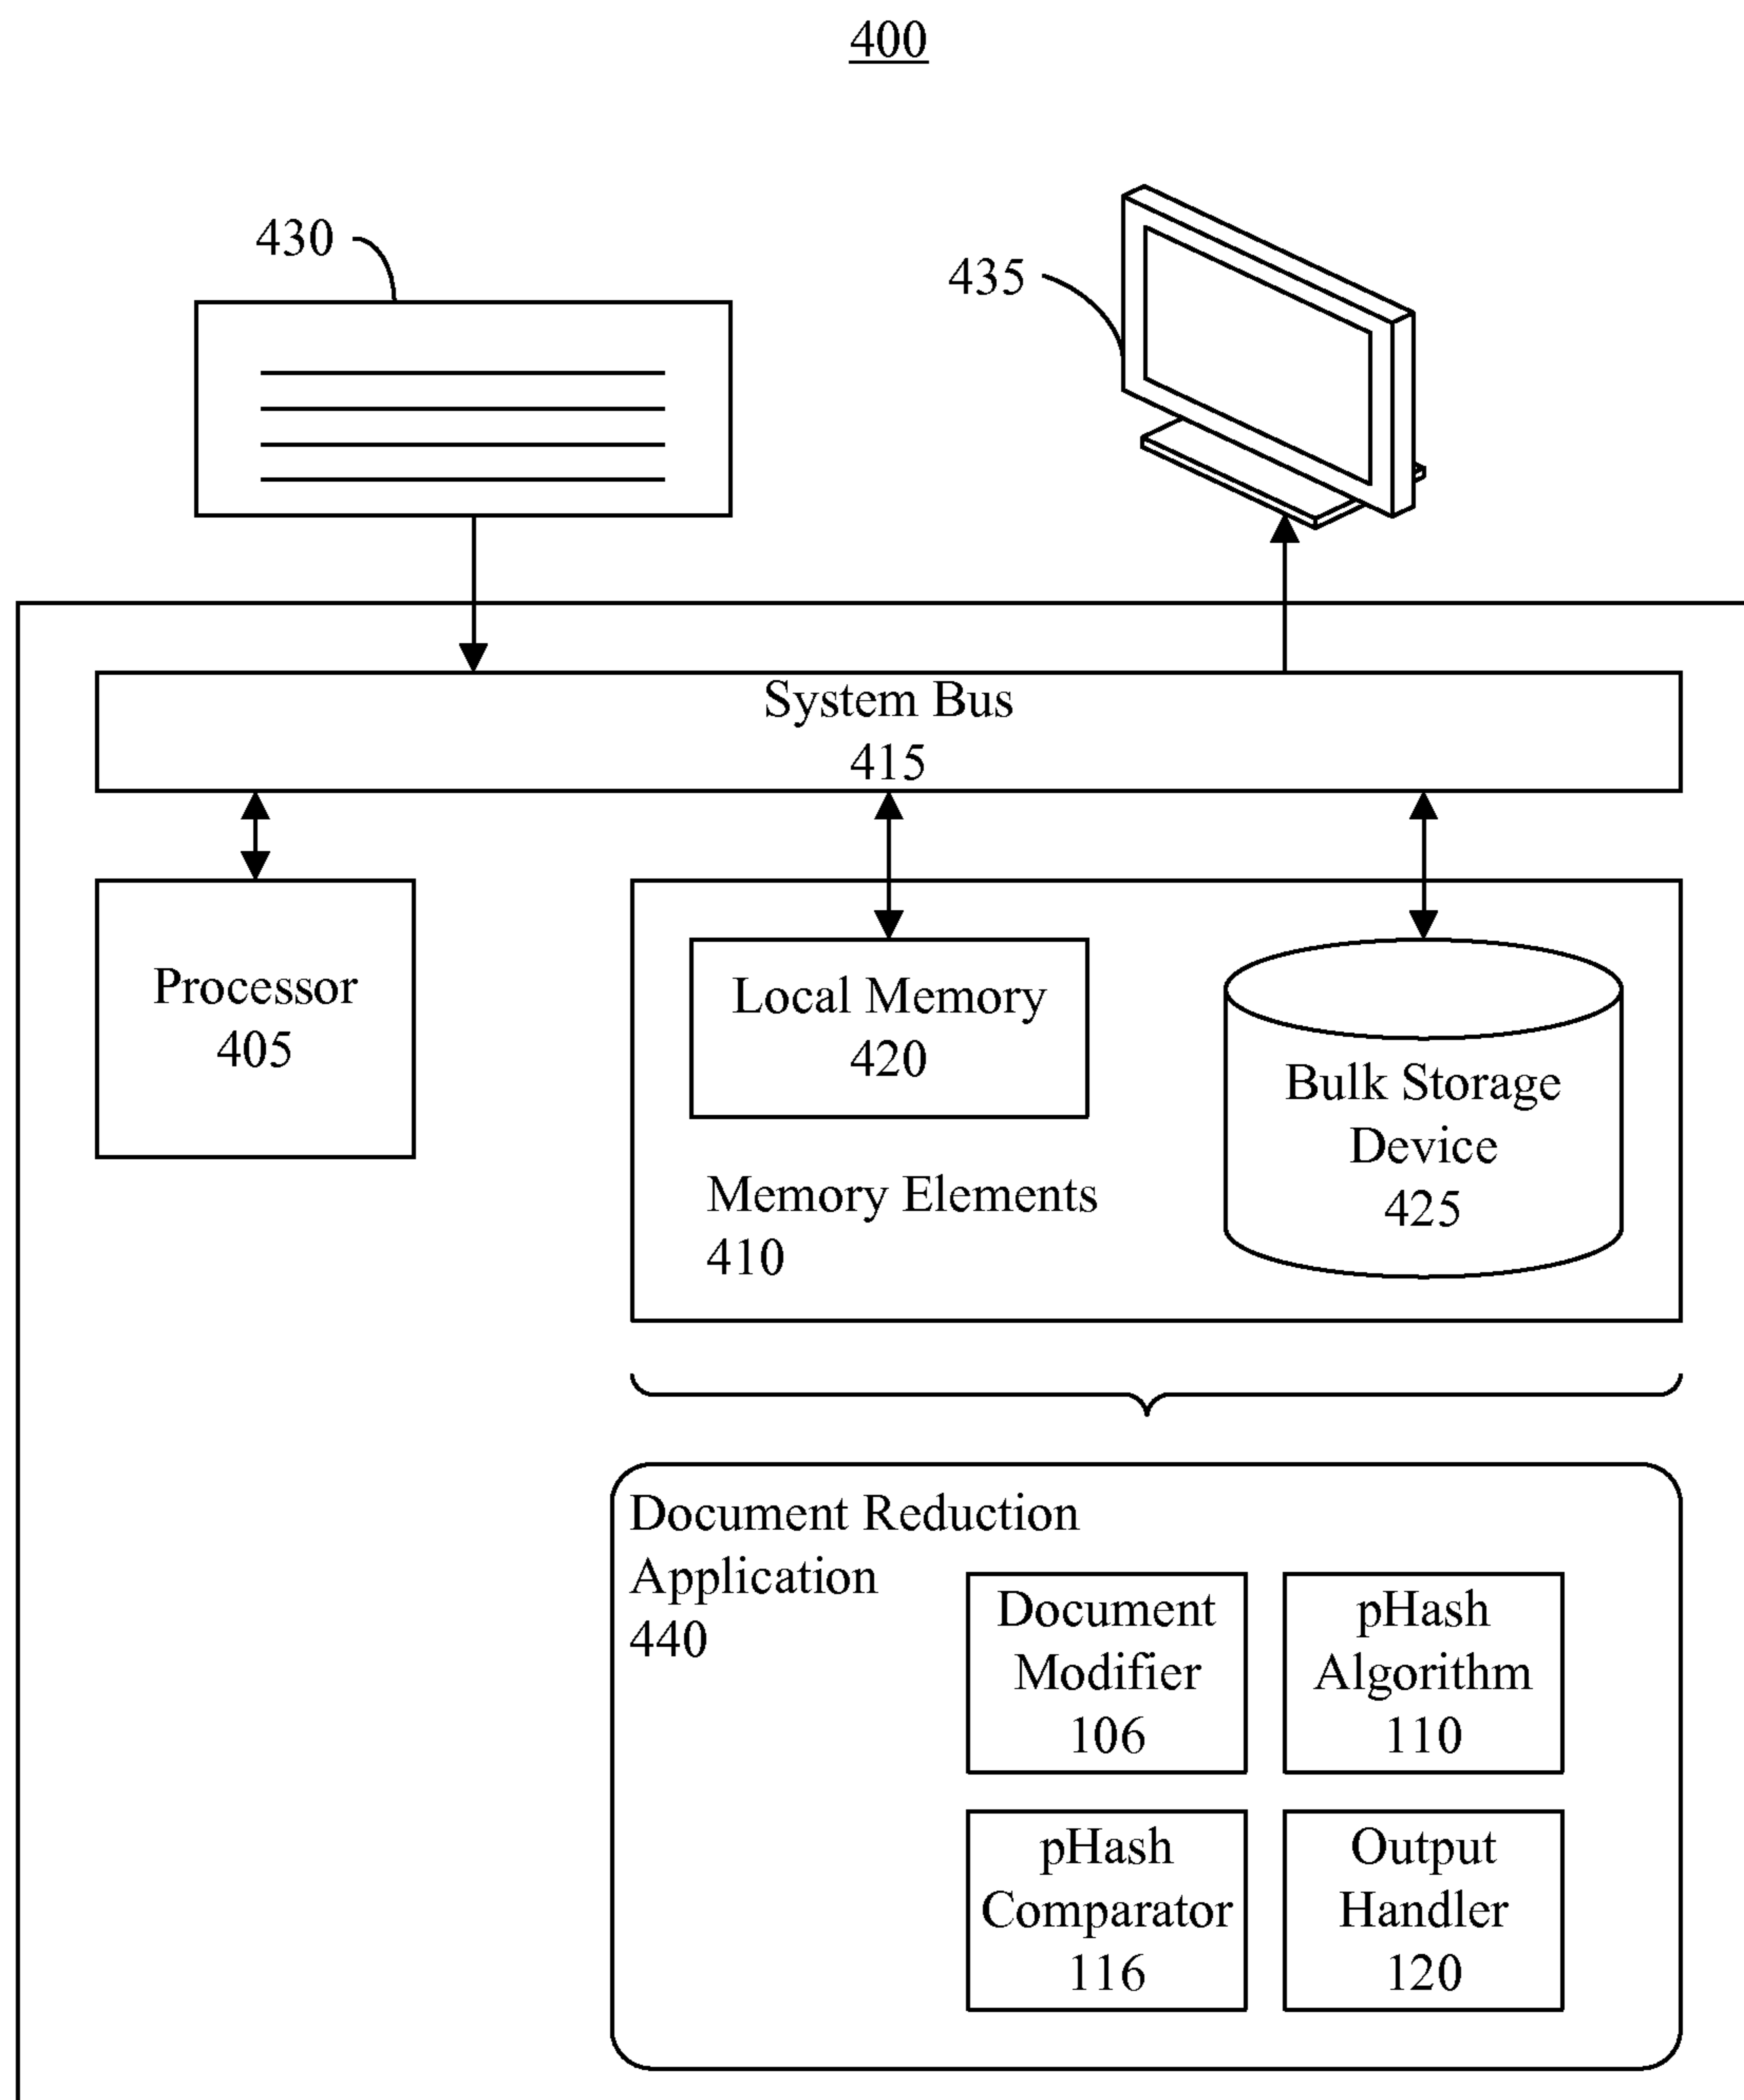 400
430
435
System Bus
415
Processor
405
Local Memory
420
Bulk Storage
Device
425
Memory Elements
410
Document Reduction
Application
440
Document
Modifier
106
pHash
Algorithm
110
pHash
Comparator
116
Output
Handler
120